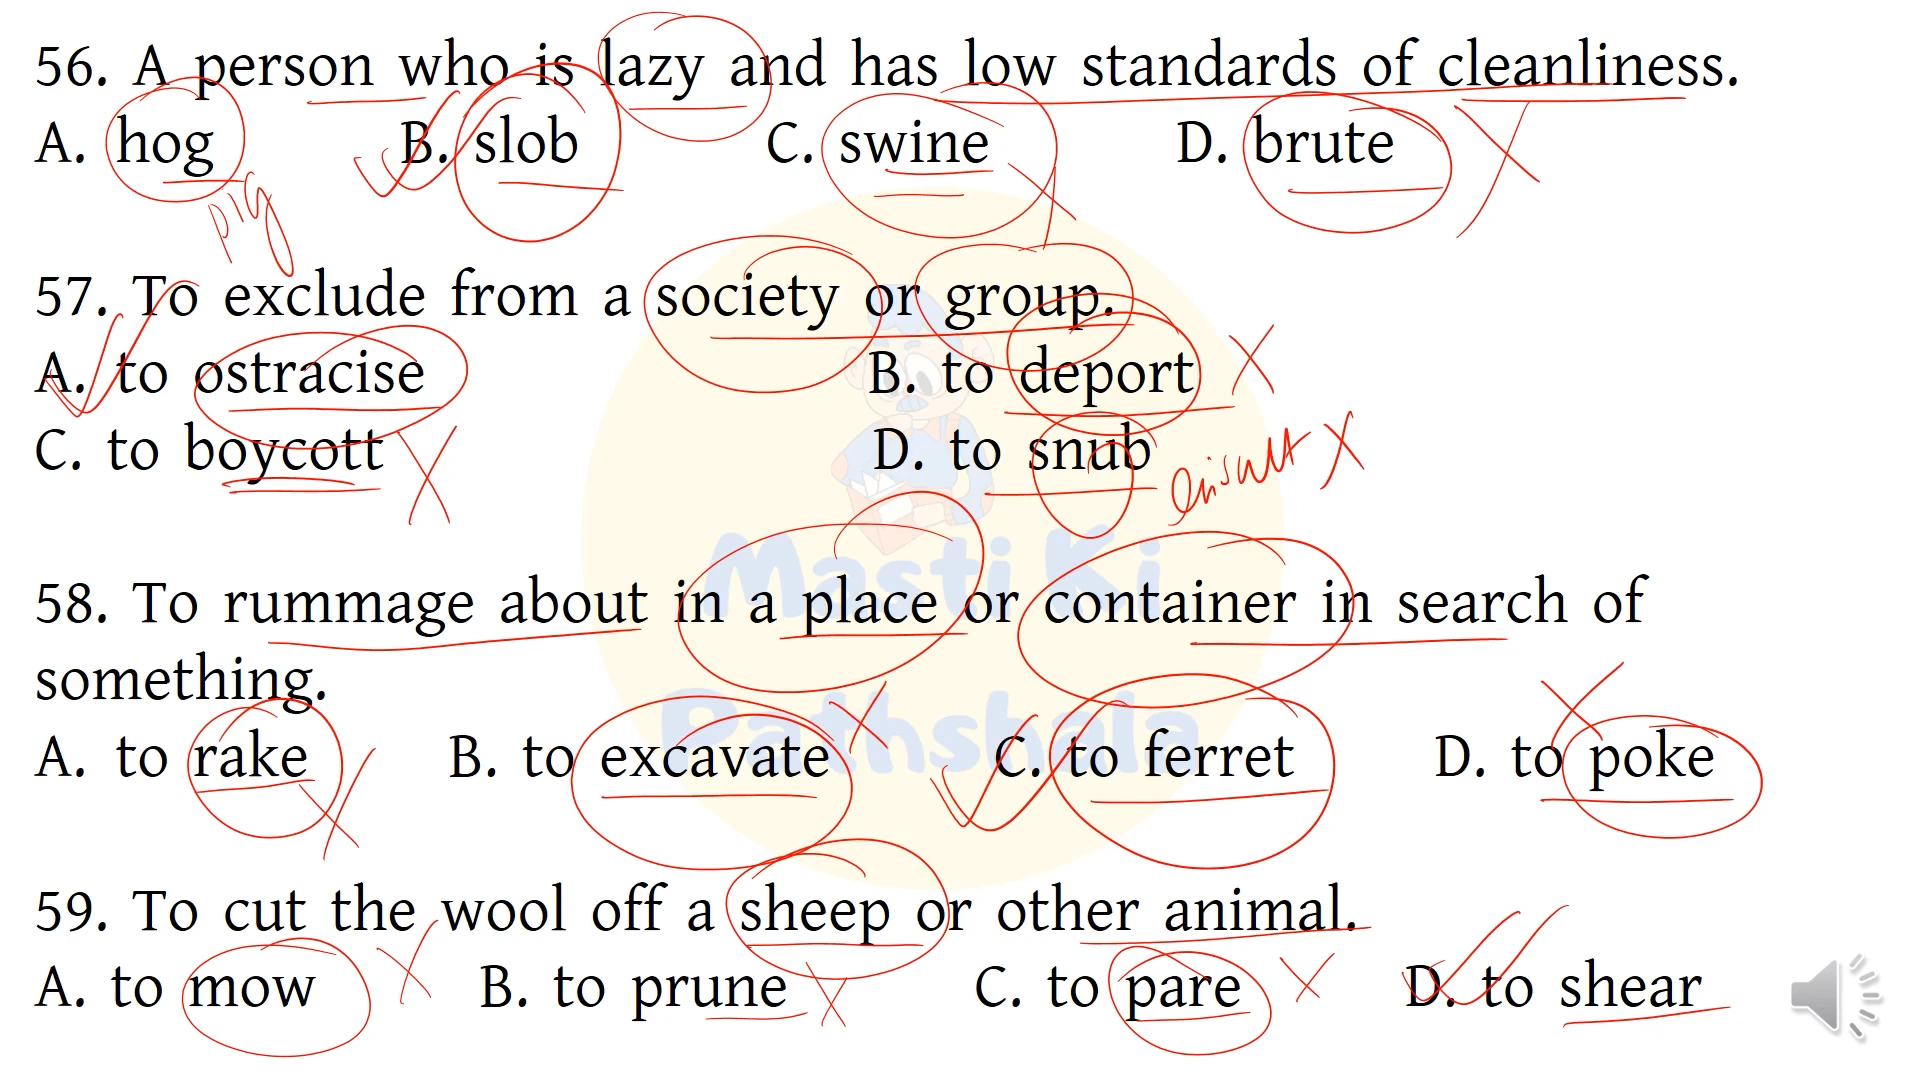 56. A person who is lazy and has low standards of cleanliness.
A. hog B. slob C. swine D. brute
pig
57. To exclude from a society or group.
A. to ostracise B. to deport
C. to boycott D. to snub
58. To rummage about in a place or container in search of
something.
A. to rake B. to excavate C. to ferret D. to poke
59. To cut the wool off a sheep or other animal.
A. to mow B. to prune C. to pare D. to shear
Masti Ki
Pathshala